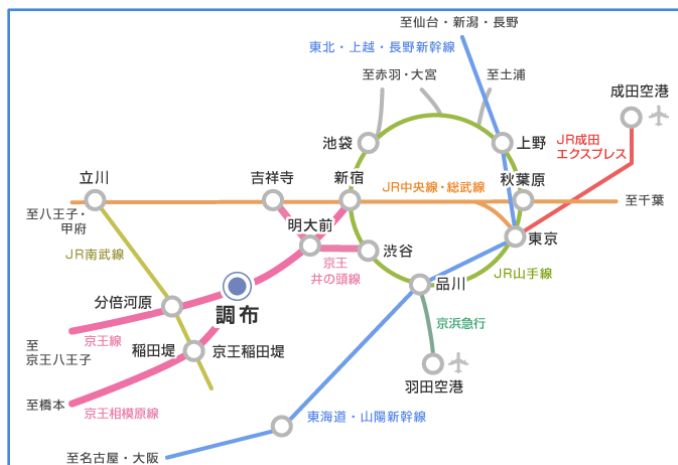 至仙台・新潟・長野
東北・上越・長野新幹線
至赤羽・大宮
至土浦
成田空港
池袋
上野
JR成田
エクスプレス
立川
吉祥寺
新宿
JR中央線・総武線
秋葉原
至八王子・
甲府
至千葉
明大前
JR南武線
京王
井の頭線
渋谷
東京
品川
JR山手線
分倍河原
調布
京王線
京浜急行
至
京王八王子
稲田堤
京王稲田堤
羽田空港
至橋本
京王相模原線
東海道・山陽新幹線
至名古屋・大阪